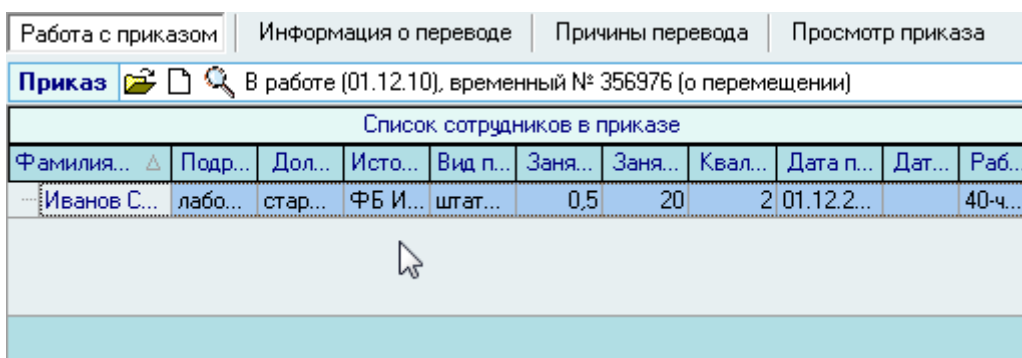 Работа с приказом Информация о переводе Причины перевода Просмотр приказа
Приказ В работе (01.12.10), временный № 356976 (о перемещении)
Список сотрудников в приказе
Фамилия... Подр... Дол... Исто... Вид п... Заня... Заня... Квал... Дата п... Дат... Раб...
Иванов С... лабо... стар... ФБ И... штат... 0,5 20 2 01.12.2... 40-ч...